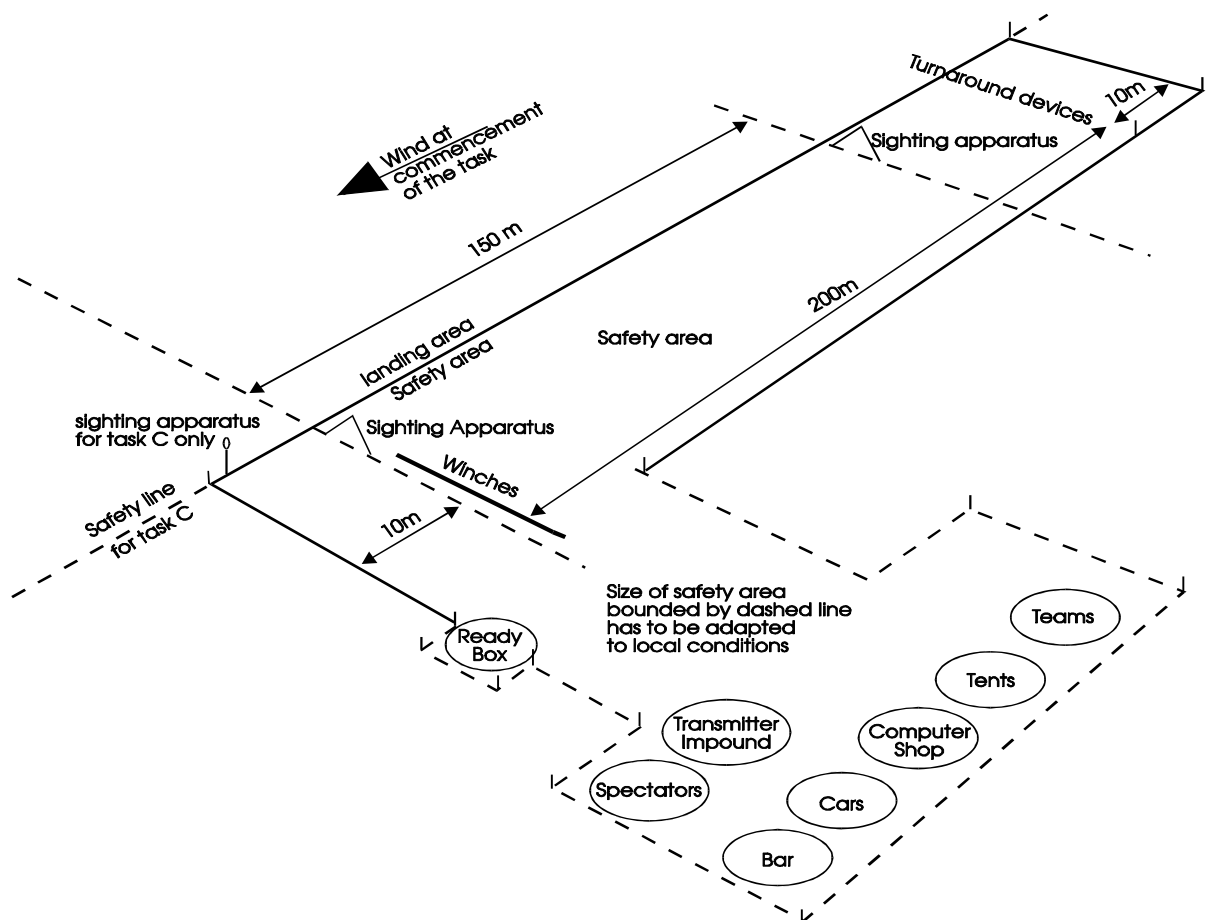 Turnaround devices
10m
Wind at
commencement
of the task
Sighting apparatus
150 m
200m
landing area
Safety area
Safety area
sighting apparatus
for task C only
Sighting Apparatus
Winches
Safety line
for task C
10m
Size of safety area
bounded by dashed line
has to be adapted
to local conditions
Ready
Box
Teams
Tents
Transmitter
Impound
Computer
Shop
Spectators
Cars
Bar